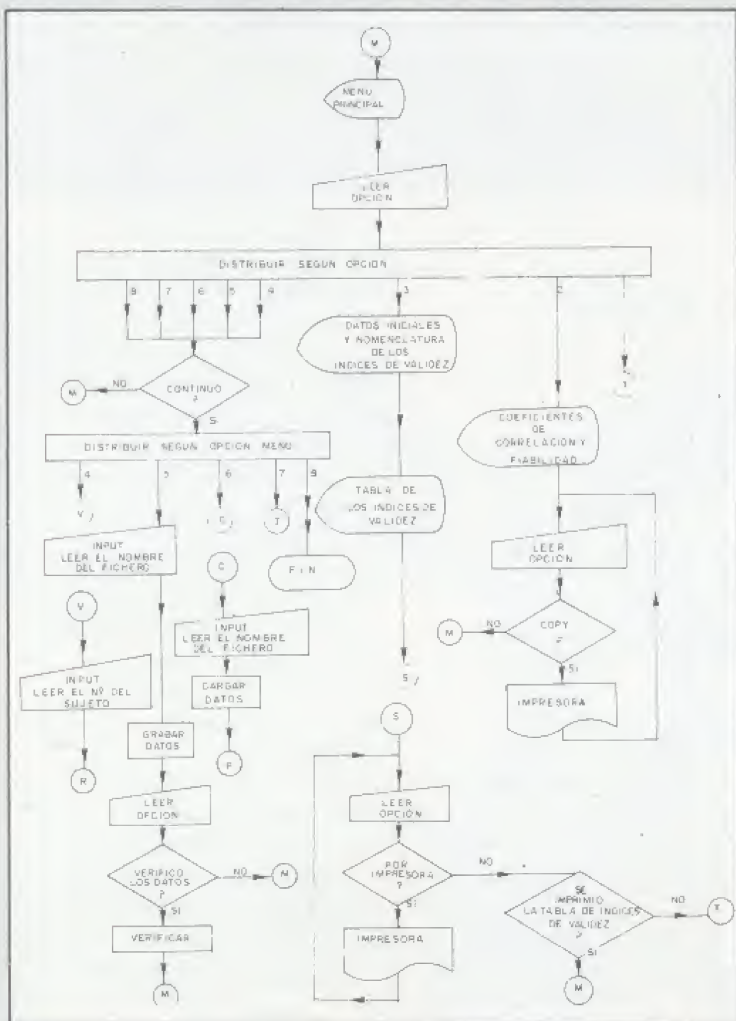 M
MENU
PRINCIPAL
LEER
OPCION
DISTRIBUIR SEGUN OPCION
8 7 6 5 4 3 2 1
DATOS INICIALES
Y NOMENCLATURA
DE LOS
INDICES DE VALIDEZ
COEFICIENTES
DE
CORRELACION Y
FIABILIDAD
M
NO
CONTINUO
?
SI
DISTRIBUIR SEGUN OPCION MENU
4 5 6 7 8
V
C
I
FIN
INPUT
LEER EL NOMBRE
DEL FICHERO
TABLA DE
LOS INDICES DE
VALIDEZ
LEER
OPCION
M
NO
COPY
?
SI
IMPRESORA
V
INPUT
LEER EL Nº DEL
SUJETO
R
C
INPUT
LEER EL NOMBRE
DEL FICHERO
CARGAR
DATOS
P
S
GRABAR
DATOS
LEER
OPCION
VERIFICO
LOS DATOS
?
NO
M
SI
VERIFICAR
M
S
LEER
OPCION
POR
IMPRESORA
?
NO
SI
IMPRESORA
SE
IMPRIMIO
LA TABLA DE INDICES
DE VALIDEZ
?
NO
SI
M